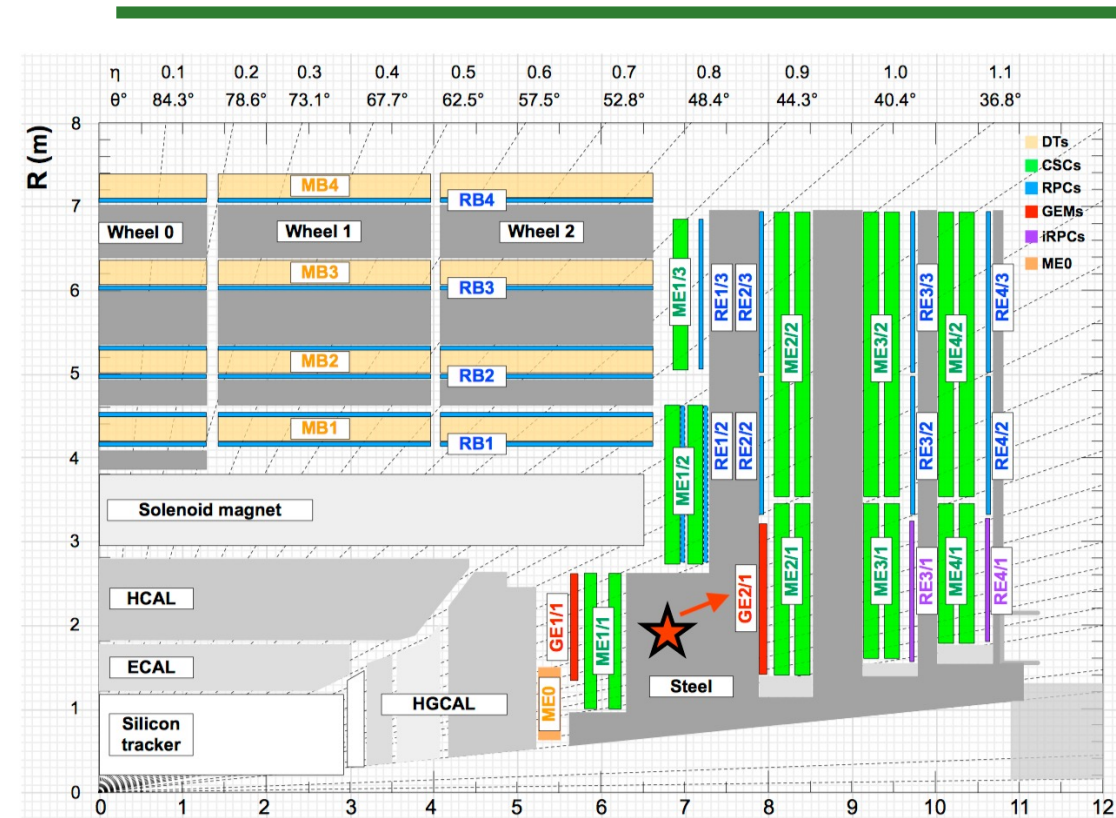 η 0.1 0.2 0.3 0.4 0.5 0.6 0.7 0.8 0.9 1.0 1.1
θ° 84.3° 78.6° 73.1° 67.7° 62.5° 57.5° 52.8° 48.4° 44.3° 40.4° 36.8°
R (m)
8
7
6
5
4
3
2
1
0
DTs
CSCs
RPCs
GEMs
iRPCs
ME0
MB4
RB4
Wheel 0
Wheel 1
Wheel 2
MB3
RB3
MB2
RB2
MB1
RB1
Solenoid magnet
HCAL
ECAL
Silicon
tracker
HGCAL
Steel
ME0
GE1/1
ME1/1
ME1/2
ME1/3
RE1/3
RE2/3
RE1/2
RE2/2
GE2/1
ME2/2
ME2/1
ME3/2
ME3/1
RE3/3
RE3/2
RE3/1
ME4/2
ME4/1
RE4/3
RE4/2
RE4/1
0 1 2 3 4 5 6 7 8 9 10 11 12